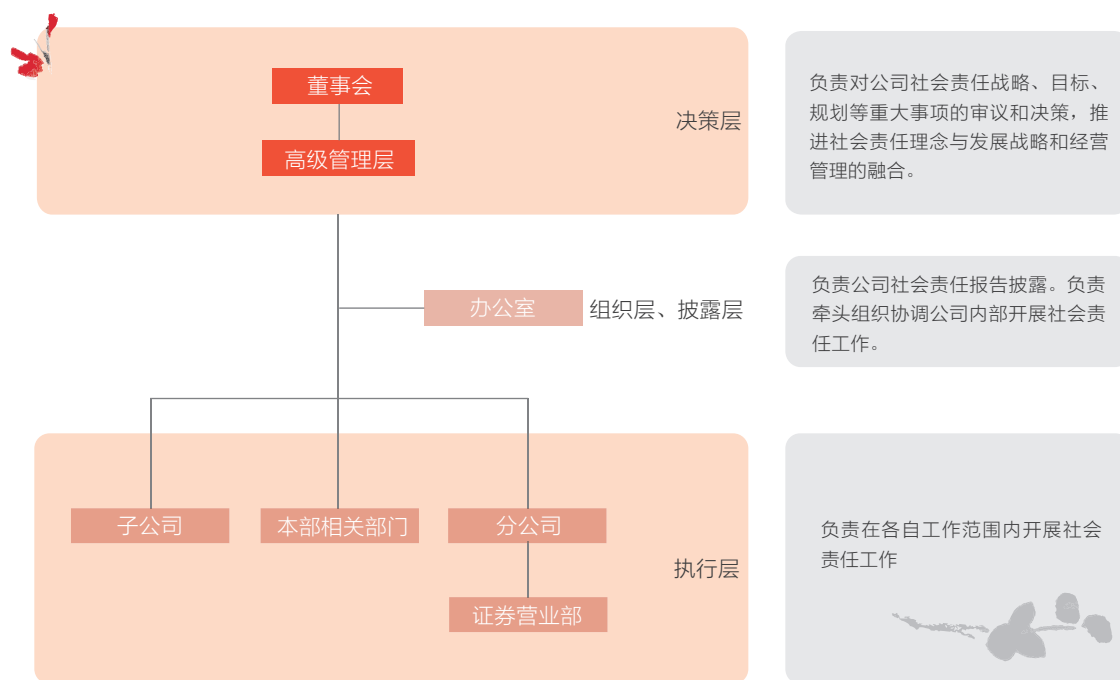 董事会
高级管理层
决策层
负责对公司社会责任战略、目标、
规划等重大事项的审议和决策，推
进社会责任理念与发展战略和经营
管理的融合。
办公室
组织层、披露层
负责公司社会责任报告披露。负责
牵头组织协调公司内部开展社会责
任工作。
子公司
本部相关部门
分公司
证券营业部
执行层
负责在各自工作范围内开展社会
责任工作